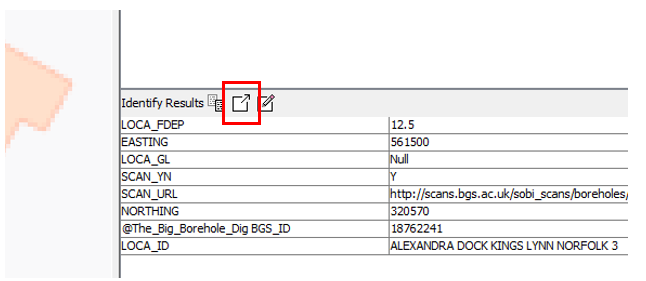 Identify Results
LOCA_FDEP 12.5
EASTING 561500
LOCA_GL Null
SCAN_YN Y
SCAN_URL http://scans.bgs.ac.uk/sobi_scans/boreholes/
NORTHING 320570
@The_Big_Borehole_Dig BGS_ID 18762241
LOCA_ID ALEXANDRA DOCK KINGS LYNN NORFOLK 3